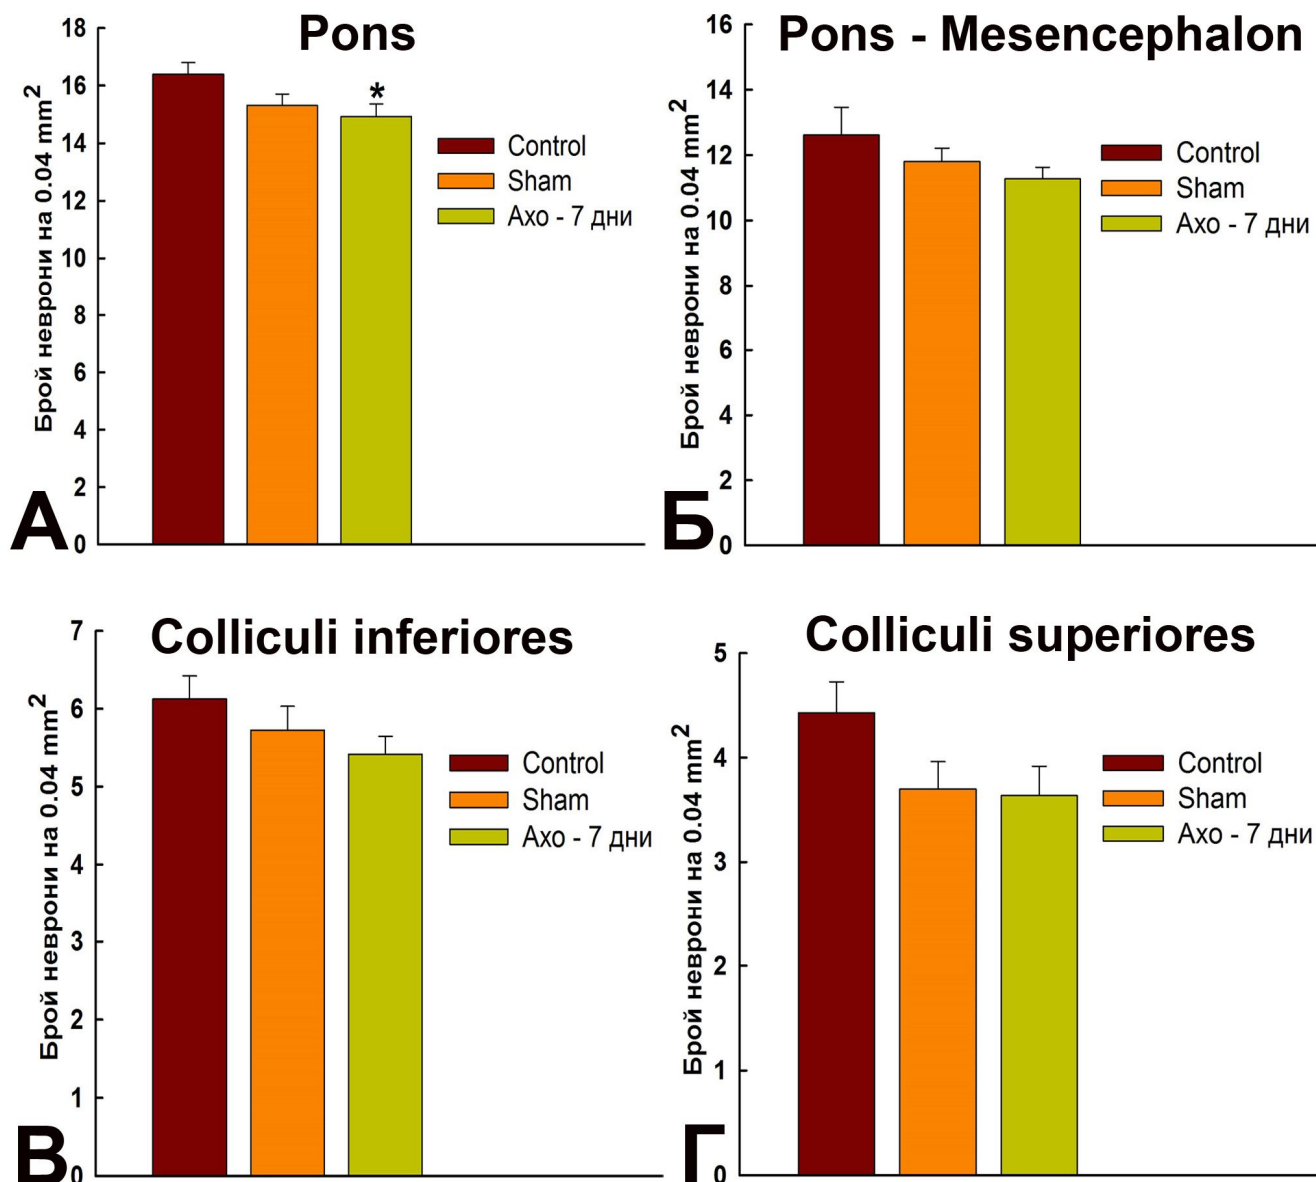 Pons
Брой неврони на 0.04 mm²
18
16
14
12
10
8
6
4
2
0
*
Control
Sham
Ахо - 7 дни
А
Pons - Mesencephalon
Брой неврони на 0.04 mm²
16
14
12
10
8
6
4
2
0
Control
Sham
Ахо - 7 дни
Б
Colliculi inferiores
Брой неврони на 0.04 mm²
7
6
5
4
3
2
1
0
Control
Sham
Ахо - 7 дни
В
Colliculi superiores
Брой неврони на 0.04 mm²
5
4
3
2
1
0
Control
Sham
Ахо - 7 дни
Г